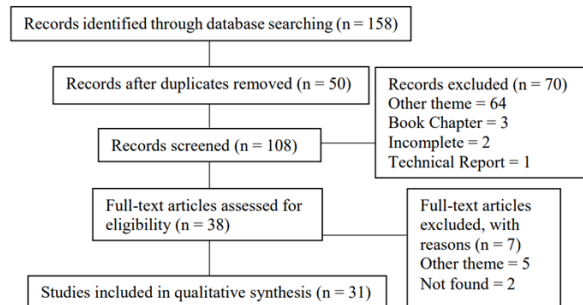 Records identified through database searching (n = 158)
Records after duplicates removed (n = 50)
Records excluded (n = 70)
Other theme = 64
Book Chapter = 3
Incomplete = 2
Technical Report = 1
Records screened (n = 108)
Full-text articles assessed for
eligibility (n = 38)
Full-text articles
excluded, with
reasons (n = 7)
Other theme = 5
Not found = 2
Studies included in qualitative synthesis (n = 31)